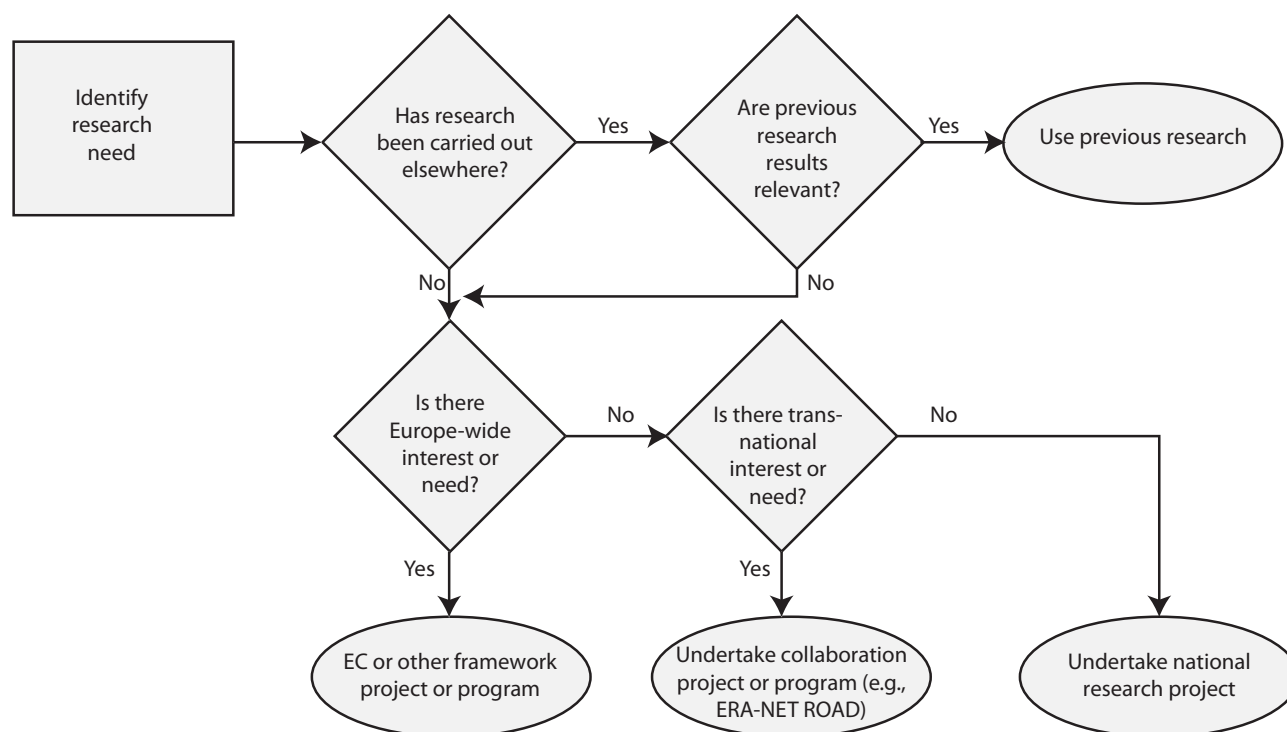 Identify
research
need
Has research
been carried out
elsewhere?
Yes
Are previous
research
results
relevant?
Yes
Use previous research
No
No
Is there
Europe-wide
interest or
need?
No
Is there trans-
national
interest or
need?
No
Yes
Yes
EC or other framework
project or program
Undertake collaboration
project or program (e.g.,
ERA-NET ROAD)
Undertake national
research project